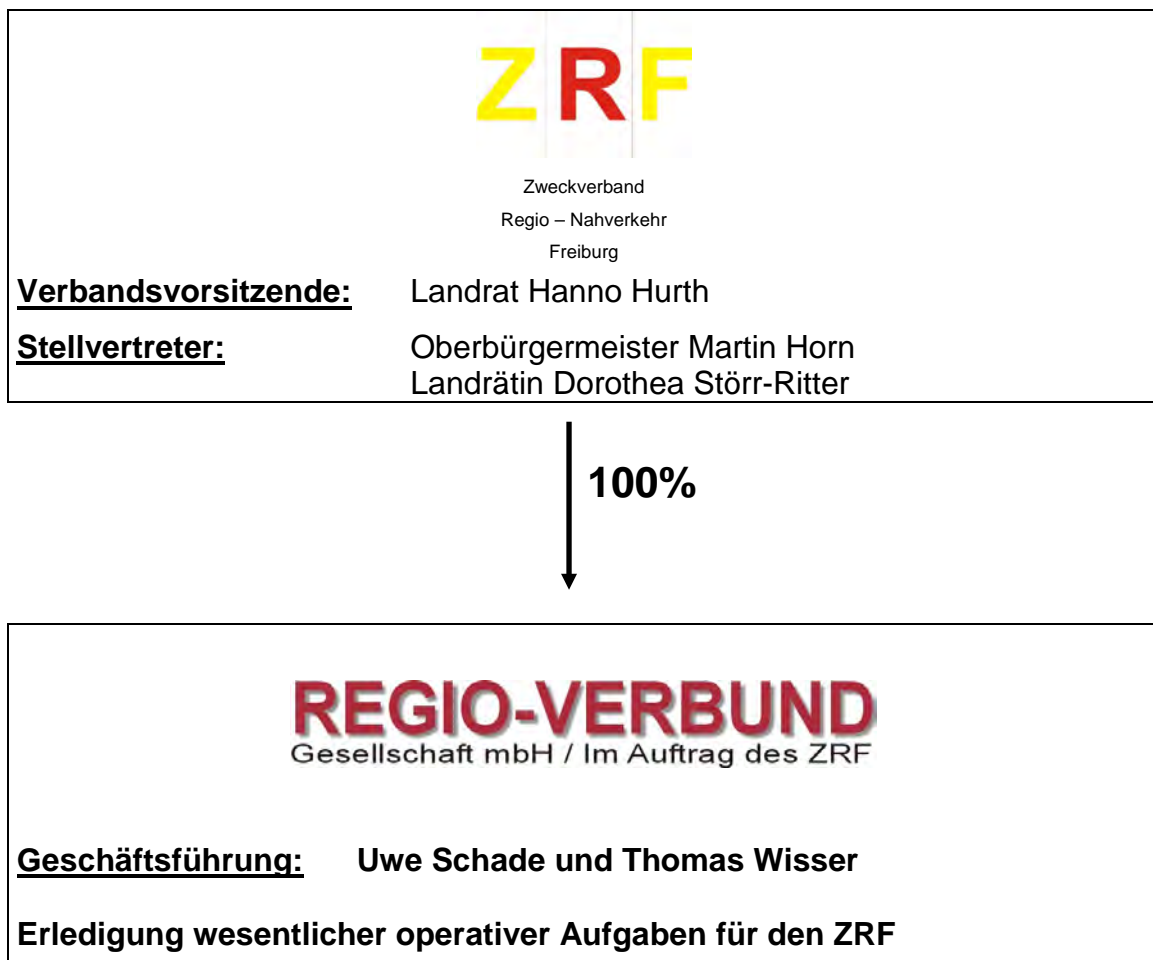 ZRF
Zweckverband
Regio – Nahverkehr
Freiburg
Verbandsvorsitzende: Landrat Hanno Hurth
Stellvertreter: Oberbürgermeister Martin Horn
Landrätin Dorothea Störr-Ritter
100%
REGIO-VERBUND
Gesellschaft mbH / Im Auftrag des ZRF
Geschäftsführung: Uwe Schade und Thomas Wisser
Erledigung wesentlicher operativer Aufgaben für den ZRF